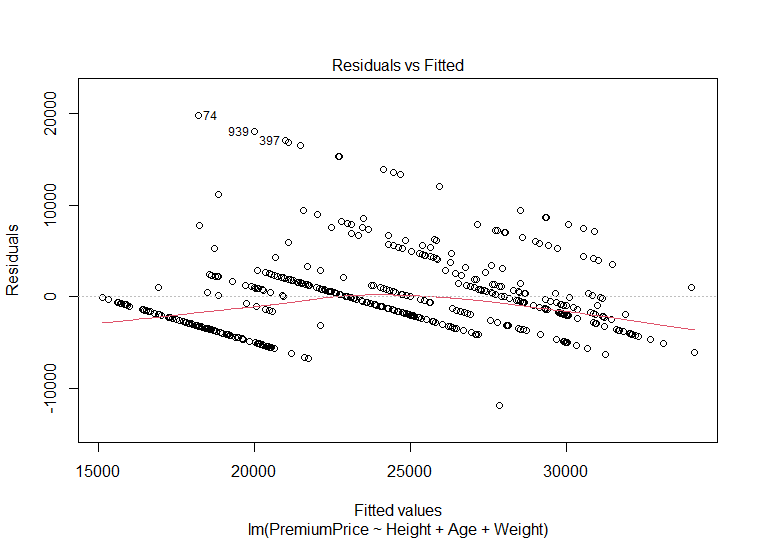 Residuals vs Fitted
Residuals
20000
10000
0
-10000
74
939
397
15000 20000 25000 30000
Fitted values
lm(PremiumPrice ~ Height + Age + Weight)